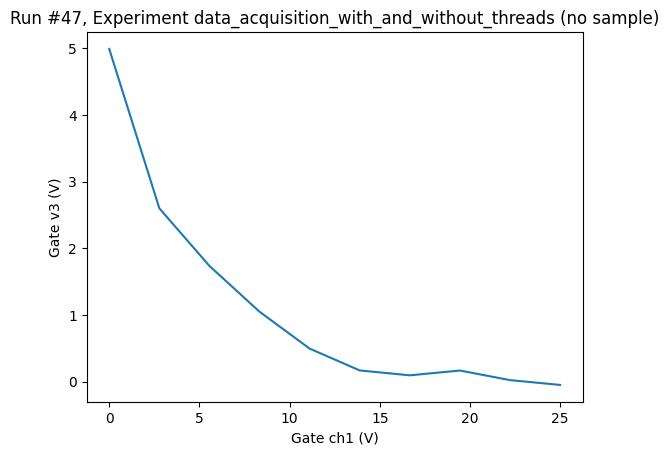 Run #47, Experiment data_acquisition_with_and_without_threads (no sample)
5
4
3
2
1
0
Gate v3 (V)
0 5 10 15 20 25
Gate ch1 (V)